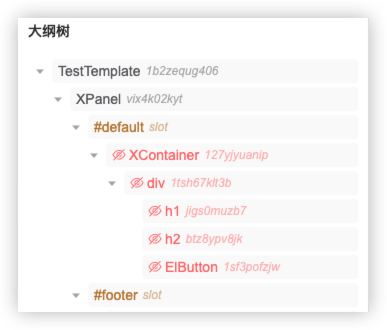 大纲树
TestTemplate 1b2zequg406
XPanel vix4k02kyt
#default slot
XContainer 127yjyuanip
div 1tsh67klt3b
h1 jigs0muzb7
h2 btz8ypv8jk
ElButton 1sf3pofzjw
#footer slot